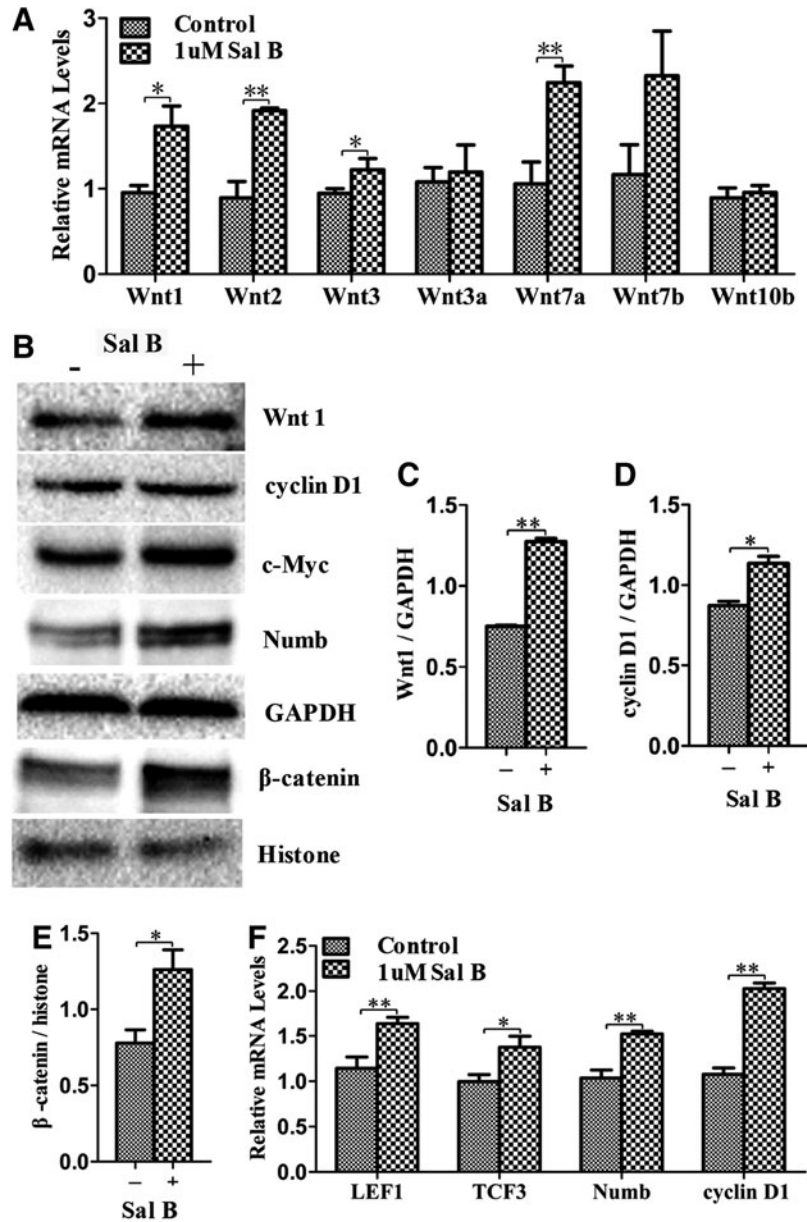 A
Relative mRNA Levels
3
2
1
0
Control
1uM Sal B
*
**
*
**
Wnt1 Wnt2 Wnt3 Wnt3a Wnt7a Wnt7b Wnt10b
B
Sal B
- +
Wnt 1
cyclin D1
c-Myc
Numb
GAPDH
β-catenin
Histone
C
Wnt1 / GAPDH
1.5
1.0
0.5
0.0
**
- +
Sal B
D
cyclin D1 / GAPDH
1.5
1.0
0.5
0.0
*
- +
Sal B
E
β -catenin / histone
1.5
1.0
0.5
0.0
*
- +
Sal B
F
Relative mRNA Levels
2.5
2.0
1.5
1.0
0.5
0.0
Control
1uM Sal B
**
*
**
**
LEF1 TCF3 Numb cyclin D1